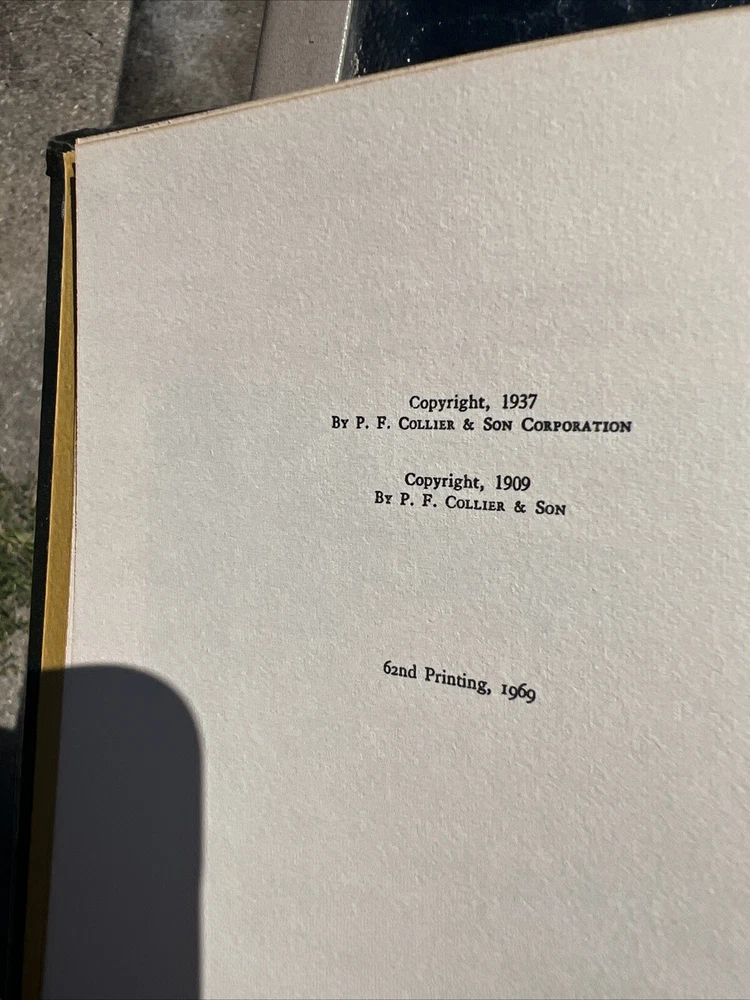 Copyright, 1937
By P. F. Collier & Son Corporation
Copyright, 1909
By P. F. Collier & Son
62nd Printing, 1969